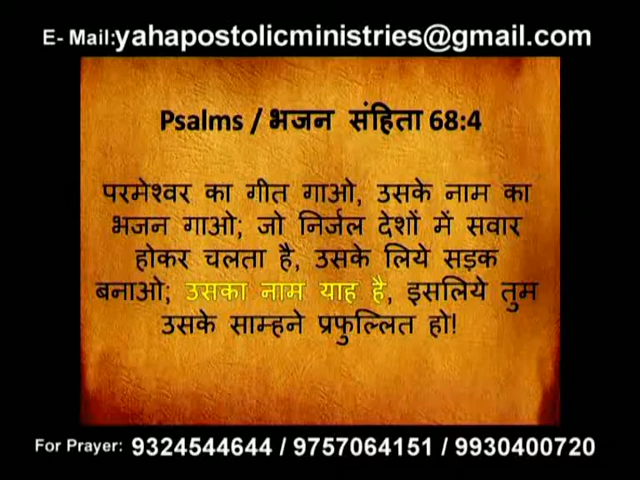 E- Mail:yahapostolicministries@gmail.com
Psalms / भजन संहिता 68:4
परमेश्वर का गीत गाओ, उसके नाम का
भजन गाओ; जो निर्जल देशों में सवार
होकर चलता है, उसके लिये सड़क
बनाओ; उसका नाम याह है, इसलिये तुम
उसके साम्हने प्रफुल्लित हो!
For Prayer: 9324544644 / 9757064151 / 9930400720